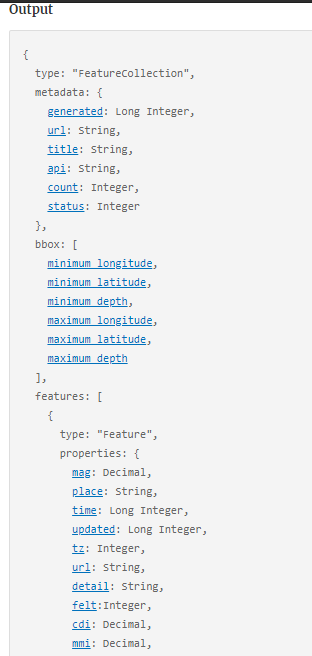 Output
{
type: "FeatureCollection",
metadata: {
generated: Long Integer,
url: String,
title: String,
api: String,
count: Integer,
status: Integer
},
bbox: [
minimum longitude,
minimum latitude,
minimum depth,
maximum longitude,
maximum latitude,
maximum depth
],
features: [
{
type: "Feature",
properties: {
mag: Decimal,
place: String,
time: Long Integer,
updated: Long Integer,
tz: Integer,
url: String,
detail: String,
felt:Integer,
cdi: Decimal,
mmi: Decimal,